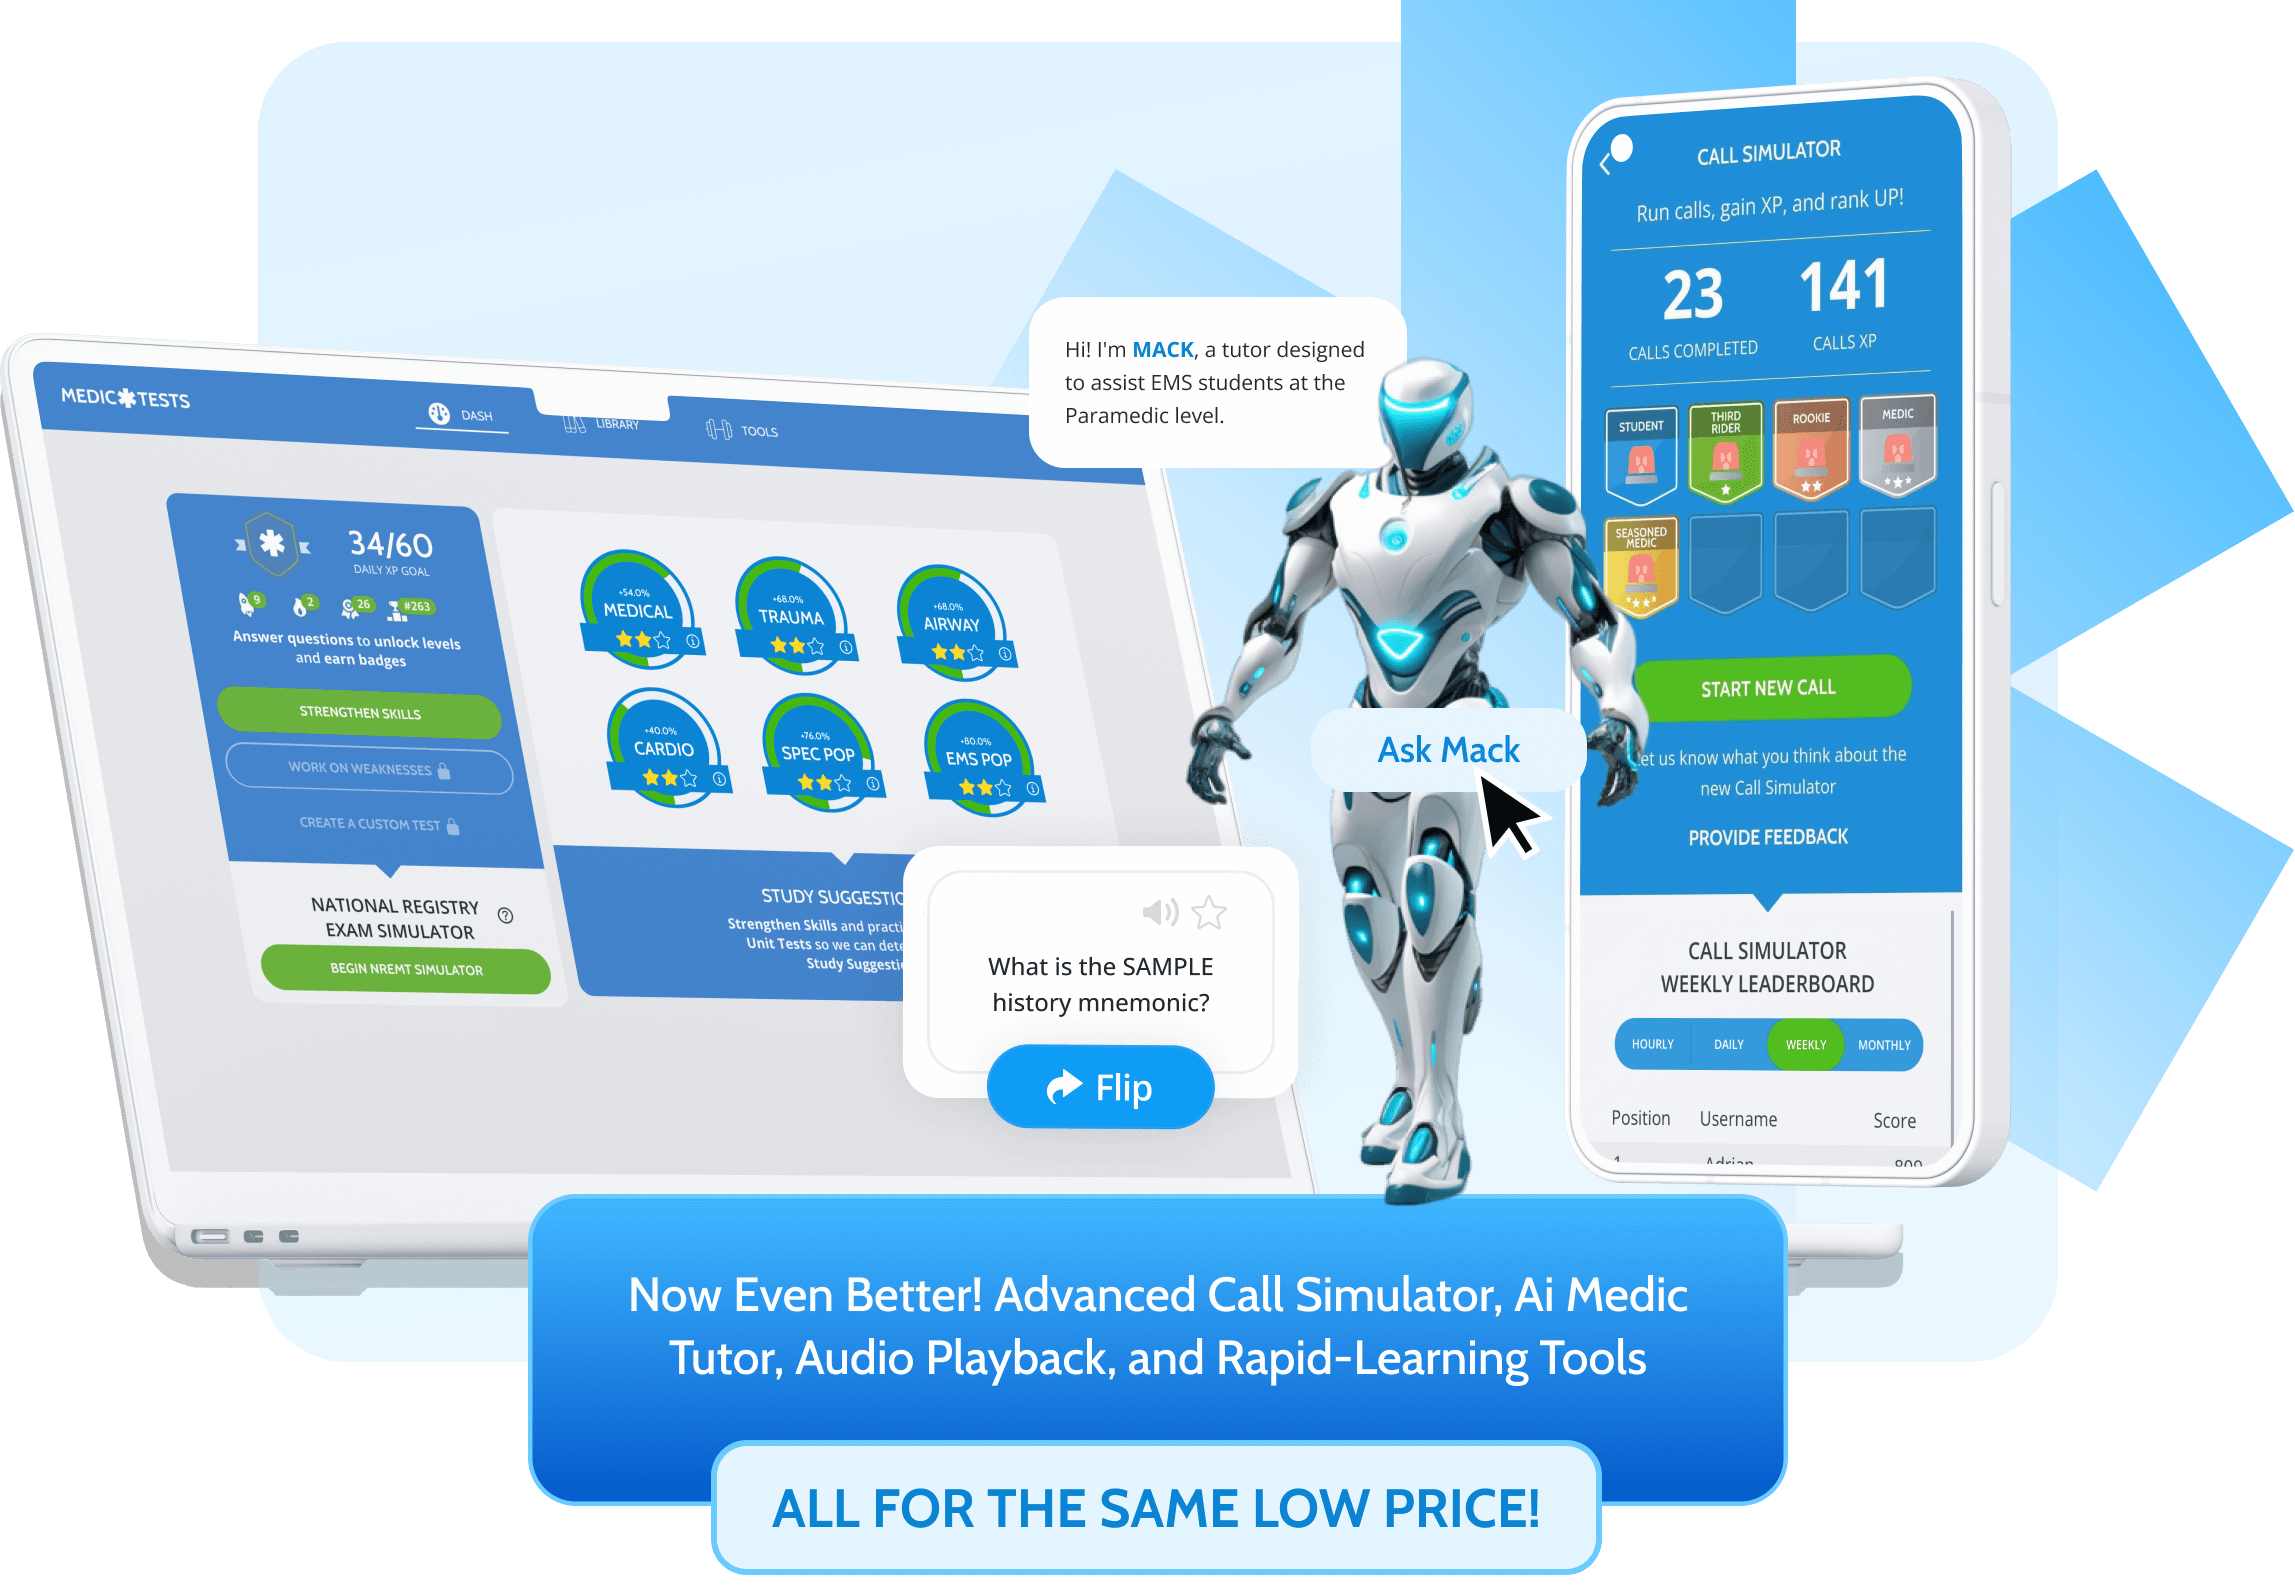 MEDIC✱TESTS
DASH
LIBRARY
TOOLS
34/60
DAILY XP GOAL
9
2
26
#263
Answer questions to unlock levels
and earn badges
STRENGTHEN SKILLS
WORK ON WEAKNESSES
CREATE A CUSTOM TEST
NATIONAL REGISTRY
EXAM SIMULATOR
?
BEGIN NREMT SIMULATOR
+54.0%
MEDICAL
+68.0%
TRAUMA
+68.0%
AIRWAY
+40.0%
CARDIO
+76.0%
SPEC POP
+80.0%
EMS POP
STUDY SUGGESTIO
Strengthen Skills and practi
Unit Tests so we can dete
Study Suggesti
Hi! I'm MACK, a tutor designed
to assist EMS students at the
Paramedic level.
Ask Mack
What is the SAMPLE
history mnemonic?
Flip
CALL SIMULATOR
Run calls, gain XP, and rank UP!
23
CALLS COMPLETED
141
CALLS XP
STUDENT
THIRD
RIDER
ROOKIE
MEDIC
SEASONED
MEDIC
START NEW CALL
et us know what you think about the
new Call Simulator
PROVIDE FEEDBACK
CALL SIMULATOR
WEEKLY LEADERBOARD
HOURLY
DAILY
WEEKLY
MONTHLY
Position Username Score
1 Adrian 800
Now Even Better! Advanced Call Simulator, Ai Medic
Tutor, Audio Playback, and Rapid-Learning Tools
ALL FOR THE SAME LOW PRICE!